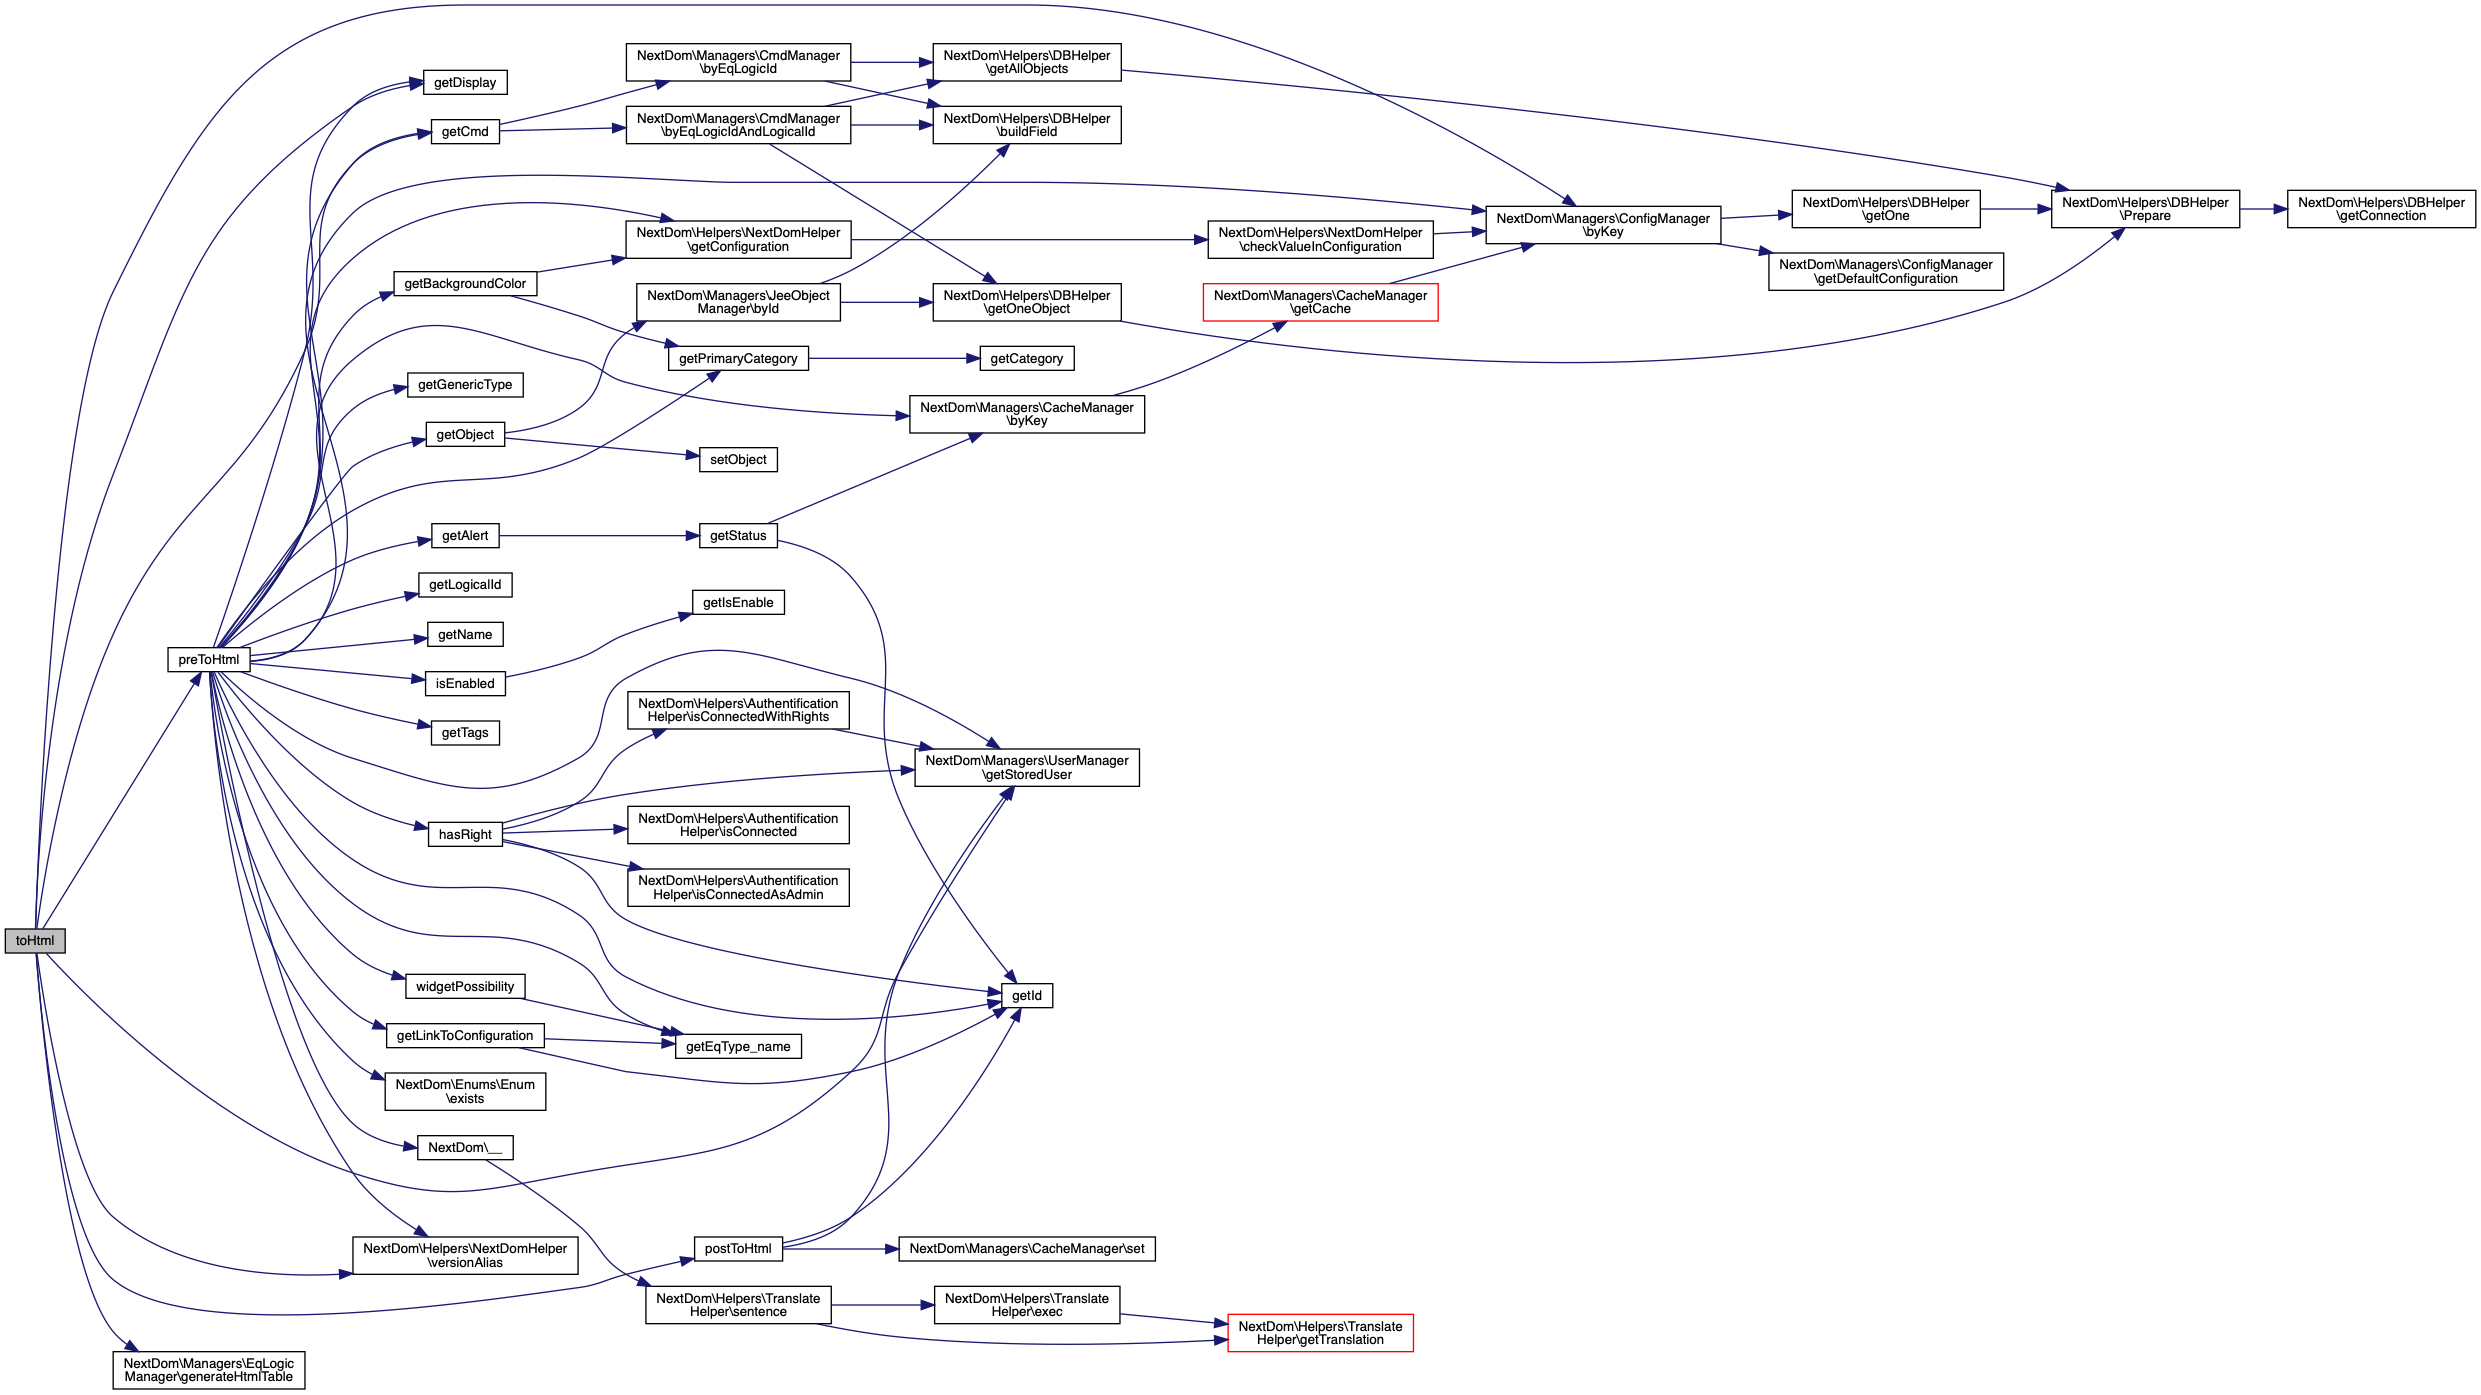 NextDom\Managers\CmdManager
\byEqLogicId
NextDom\Helpers\DBHelper
\getAllObjects
getDisplay
getCmd
NextDom\Managers\CmdManager
\byEqLogicIdAndLogicalId
NextDom\Helpers\DBHelper
\buildField
NextDom\Helpers\NextDomHelper
\getConfiguration
NextDom\Helpers\NextDomHelper
\checkValueInConfiguration
NextDom\Managers\ConfigManager
\byKey
NextDom\Helpers\DBHelper
\getOne
NextDom\Helpers\DBHelper
\Prepare
NextDom\Helpers\DBHelper
\getConnection
NextDom\Managers\ConfigManager
\getDefaultConfiguration
getBackgroundColor
NextDom\Managers\JeeObject
Manager\byId
NextDom\Helpers\DBHelper
\getOneObject
NextDom\Managers\CacheManager
\getCache
getPrimaryCategory
getCategory
getGenericType
NextDom\Managers\CacheManager
\byKey
getObject
setObject
getAlert
getStatus
getLogicalId
getIsEnable
getName
preToHtml
isEnabled
getTags
NextDom\Helpers\Authentification
Helper\isConnectedWithRights
NextDom\Managers\UserManager
\getStoredUser
hasRight
NextDom\Helpers\Authentification
Helper\isConnected
NextDom\Helpers\Authentification
Helper\isConnectedAsAdmin
toHtml
widgetPossibility
getId
getLinkToConfiguration
getEqType_name
NextDom\Enums\Enum
\exists
NextDom\__
NextDom\Helpers\NextDomHelper
\versionAlias
postToHtml
NextDom\Managers\CacheManager\set
NextDom\Helpers\Translate
Helper\sentence
NextDom\Helpers\Translate
Helper\exec
NextDom\Helpers\Translate
Helper\getTranslation
NextDom\Managers\EqLogic
Manager\generateHtmlTable